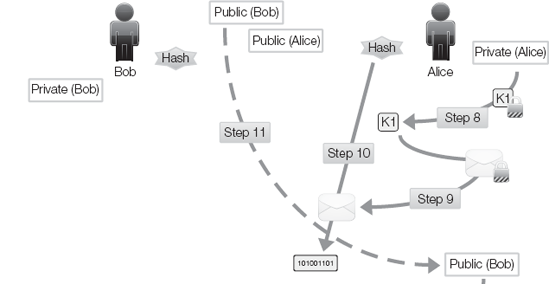 Public (Bob)
Public (Alice)
Hash
Bob
Private (Bob)
Hash
Alice
Private (Alice)
K1
Step 8
K1
Step 11
Step 10
Step 9
101001101
Public (Bob)